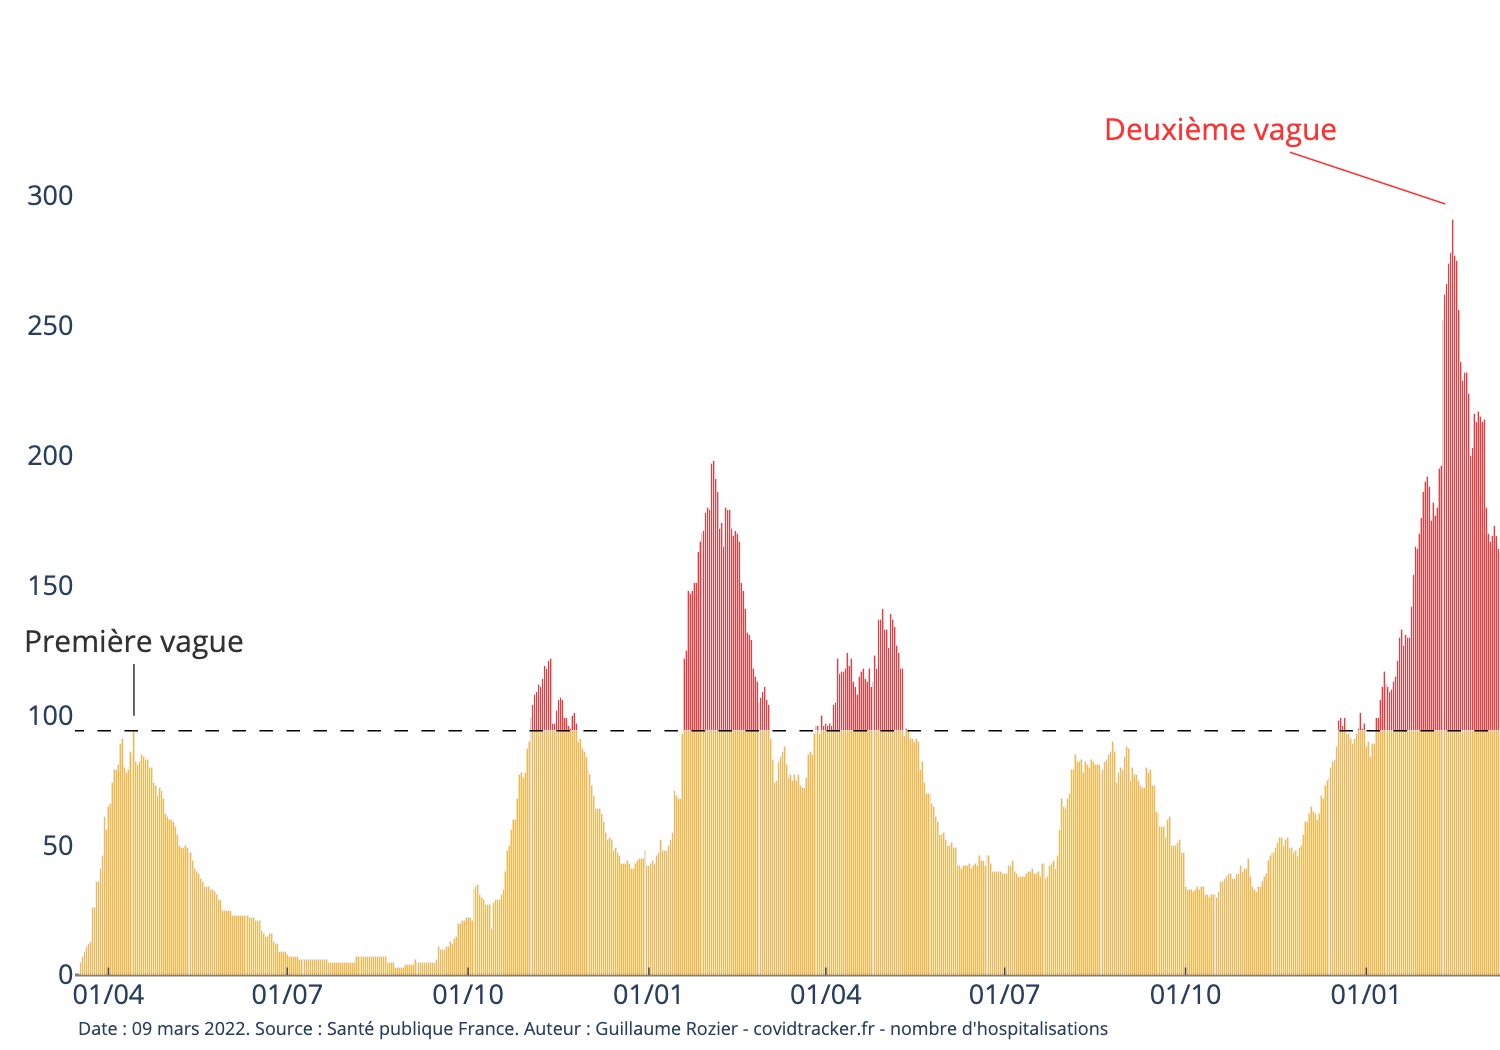 Deuxième vague
300
250
200
150
Première vague
100
50
0
01/04 01/07 01/10 01/01 01/04 01/07 01/10 01/01
Date : 09 mars 2022. Source : Santé publique France. Auteur : Guillaume Rozier - covidtracker.fr - nombre d'hospitalisations